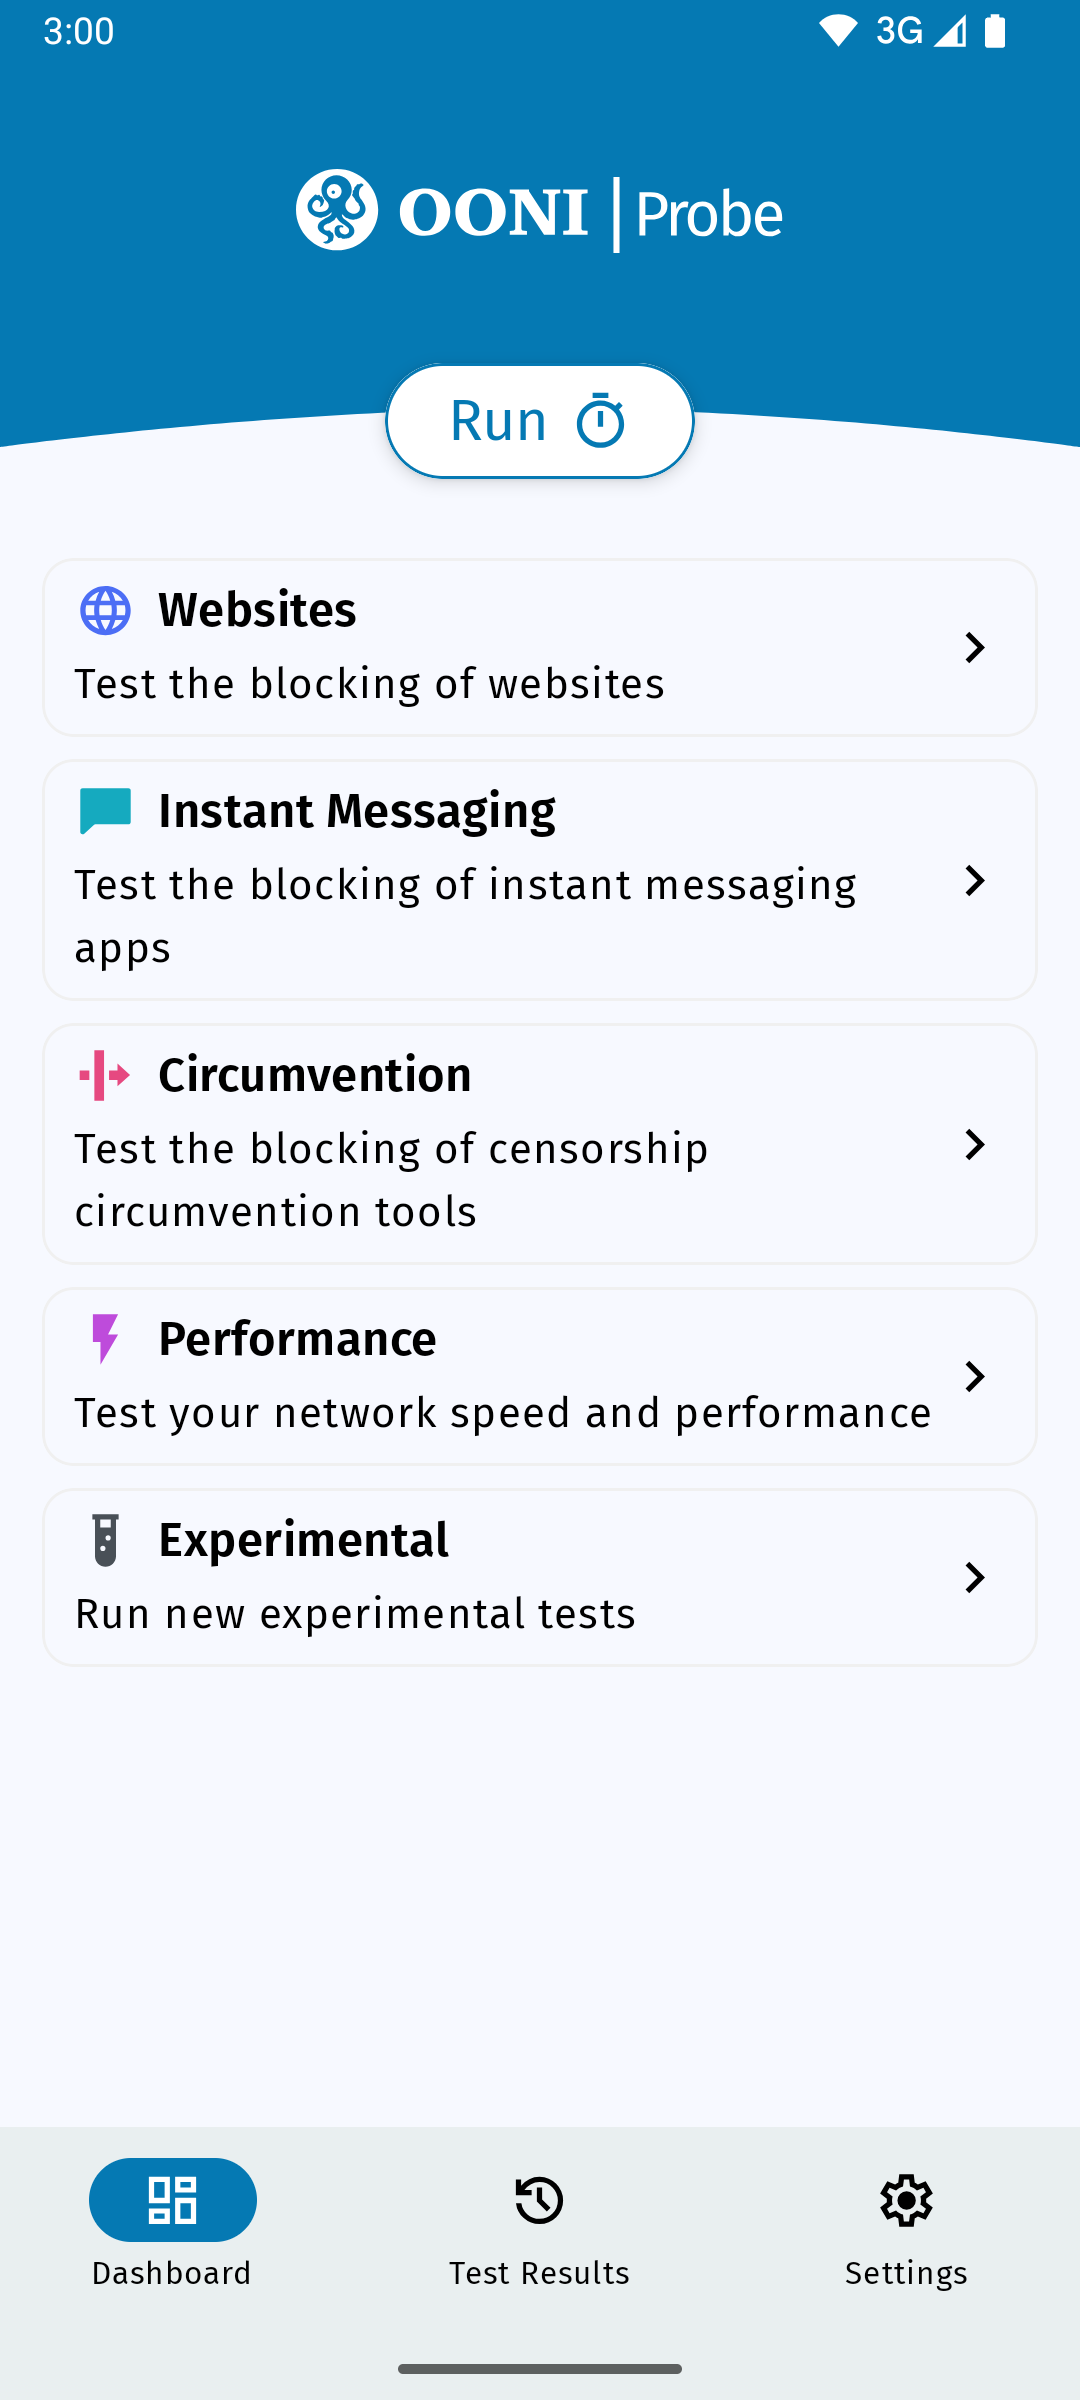 3:00
3G
OONI | Probe
Run
Websites
Test the blocking of websites
Instant Messaging
Test the blocking of instant messaging
apps
Circumvention
Test the blocking of censorship
circumvention tools
Performance
Test your network speed and performance
Experimental
Run new experimental tests
Dashboard
Test Results
Settings